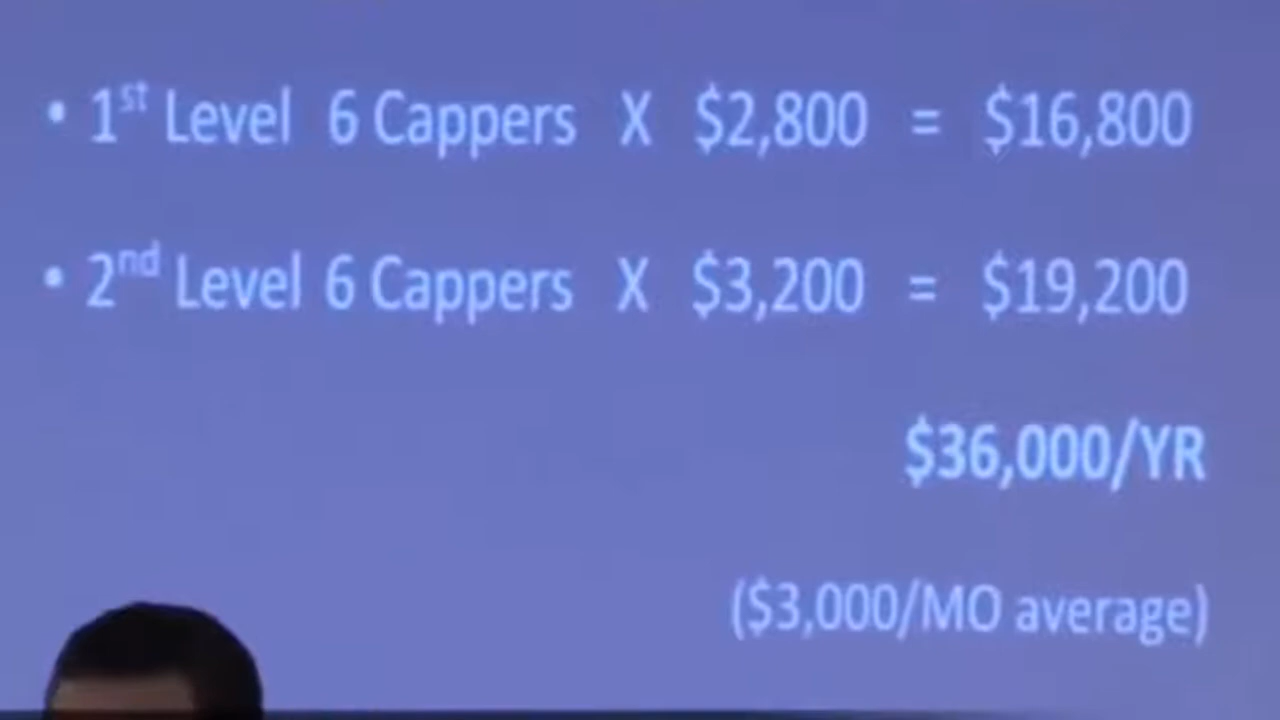 • 1st Level 6 Cappers X $2,800 = $16,800
• 2nd Level 6 Cappers X $3,200 = $19,200
$36,000/YR
($3,000/MO average)